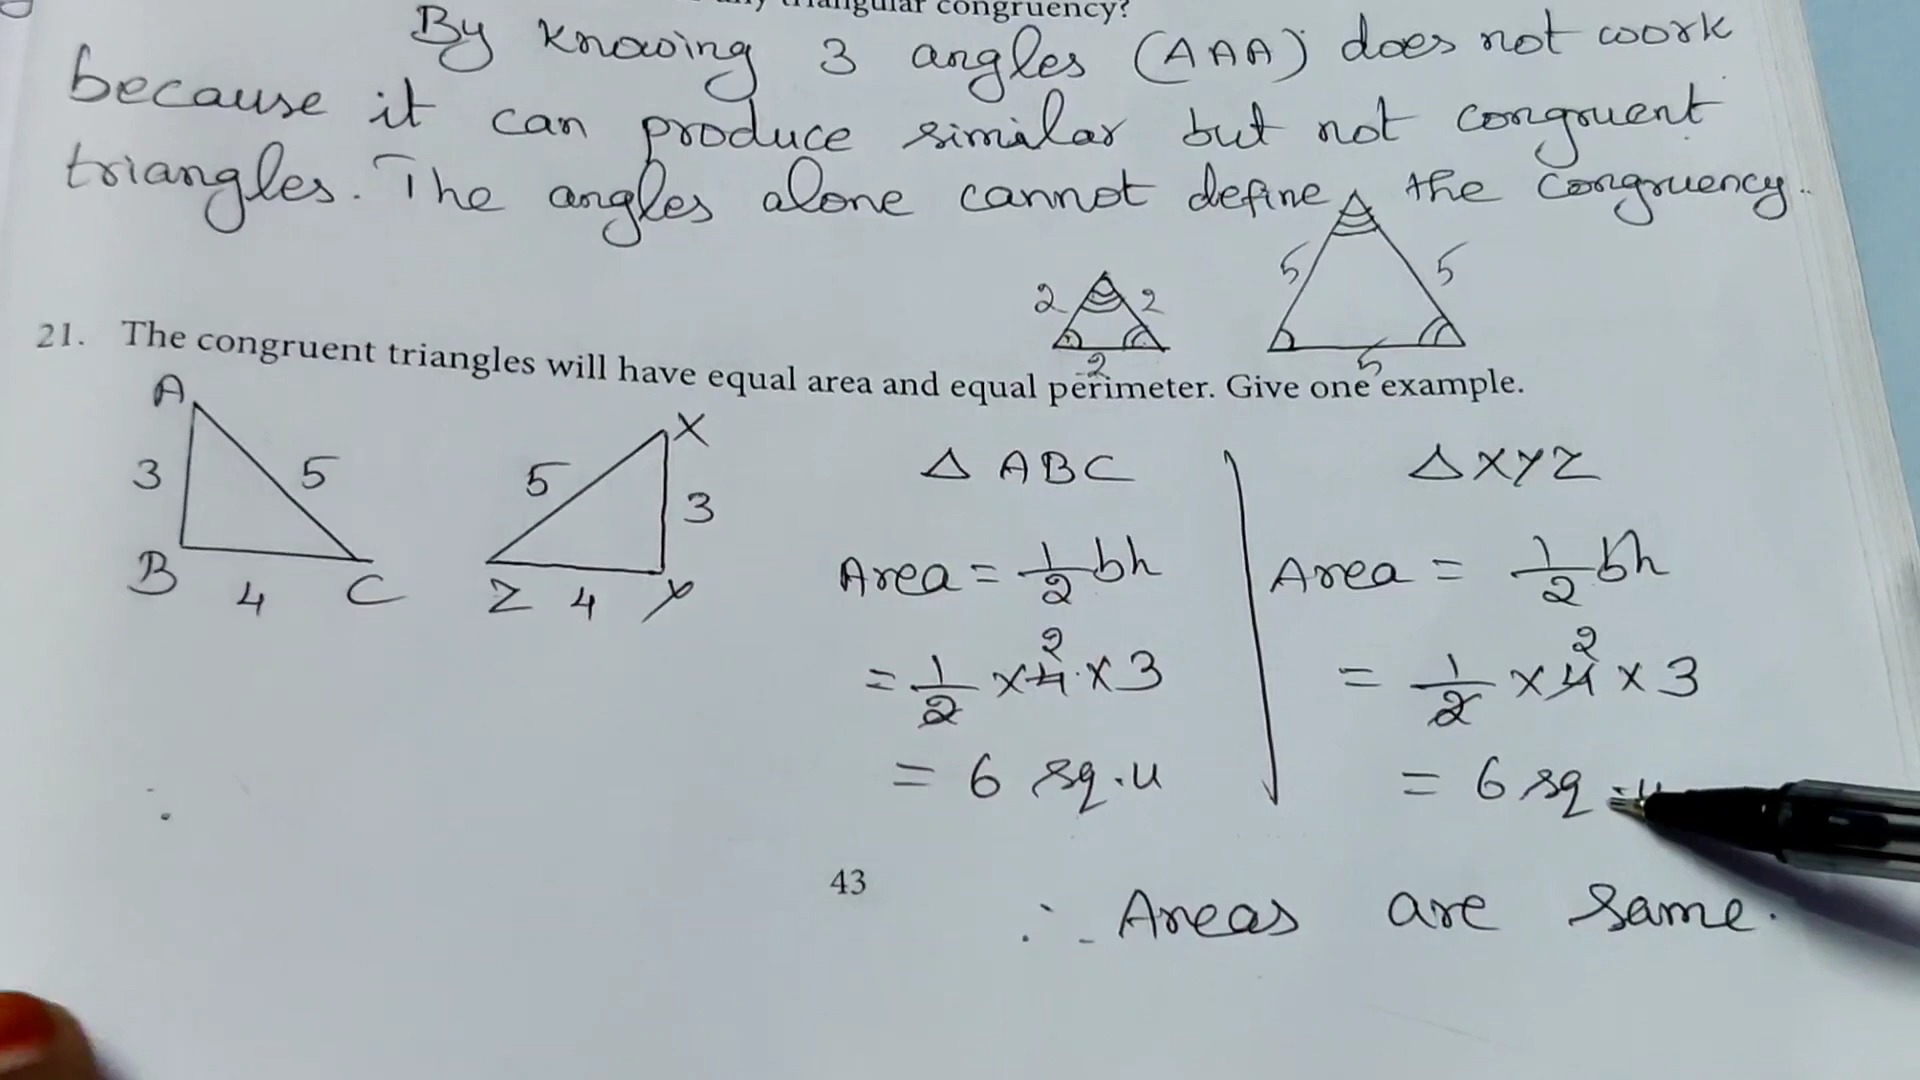 triangular congruency?
By knowing 3 angles (AAA) does not work
because it can produce similar but not congruent
triangles. The angles alone cannot define the congruency.
2 2 2
5 5 5
21. The congruent triangles will have equal area and equal perimeter. Give one example.
A 3 5 B 4 C
X 5 3 Z 4 Y
△ ABC
Area = 1/2 bh
= 1/2 × 4 2 × 3
= 6 sq.u
△ XYZ
Area = 1/2 bh
= 1/2 × 4 2 × 3
= 6 sq.u
∴ Areas are same.
43